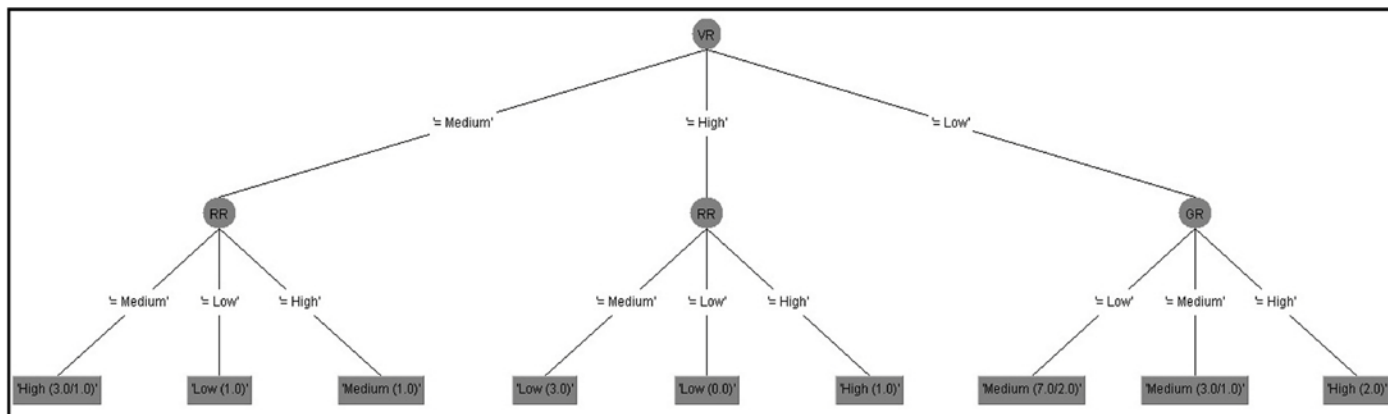 VR
'= Medium' '= High' '= Low'
RR RR GR
'= Medium' '= Low' '= High' '= Medium' '= Low' '= High' '= Low' '= Medium' '= High'
'High (3.0/1.0)' 'Low (1.0)' 'Medium (1.0)' 'Low (3.0)' 'Low (0.0)' 'High (1.0)' 'Medium (7.0/2.0)' 'Medium (3.0/1.0)' 'High (2.0)'